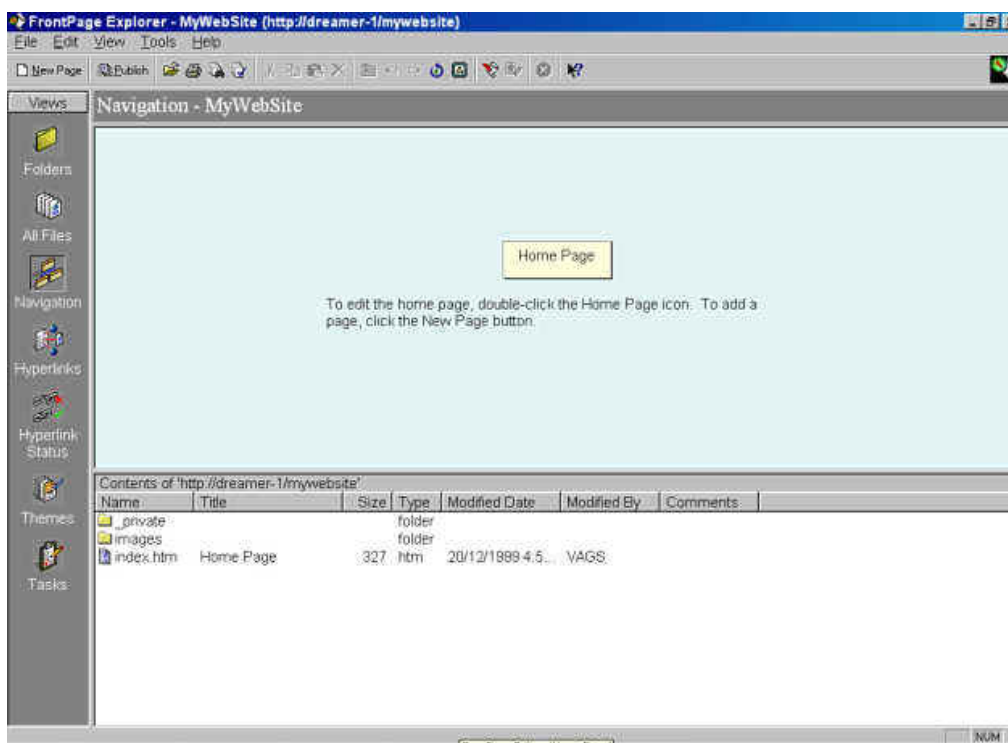 FrontPage Explorer - MyWebSite (http://dreamer-1/mywebsite)
File Edit View Tools Help
New Page Publish
Views
Navigation - MyWebSite
Folders
All Files
Navigation
Hyperlinks
Hyperlink
Status
Themes
Tasks
Home Page
To edit the home page, double-click the Home Page icon. To add a
page, click the New Page button.
Contents of 'http://dreamer-1/mywebsite'
Name Title Size Type Modified Date Modified By Comments
_private folder
images folder
index.htm Home Page 327 htm 20/12/1999 4:5... VAGS
NUM